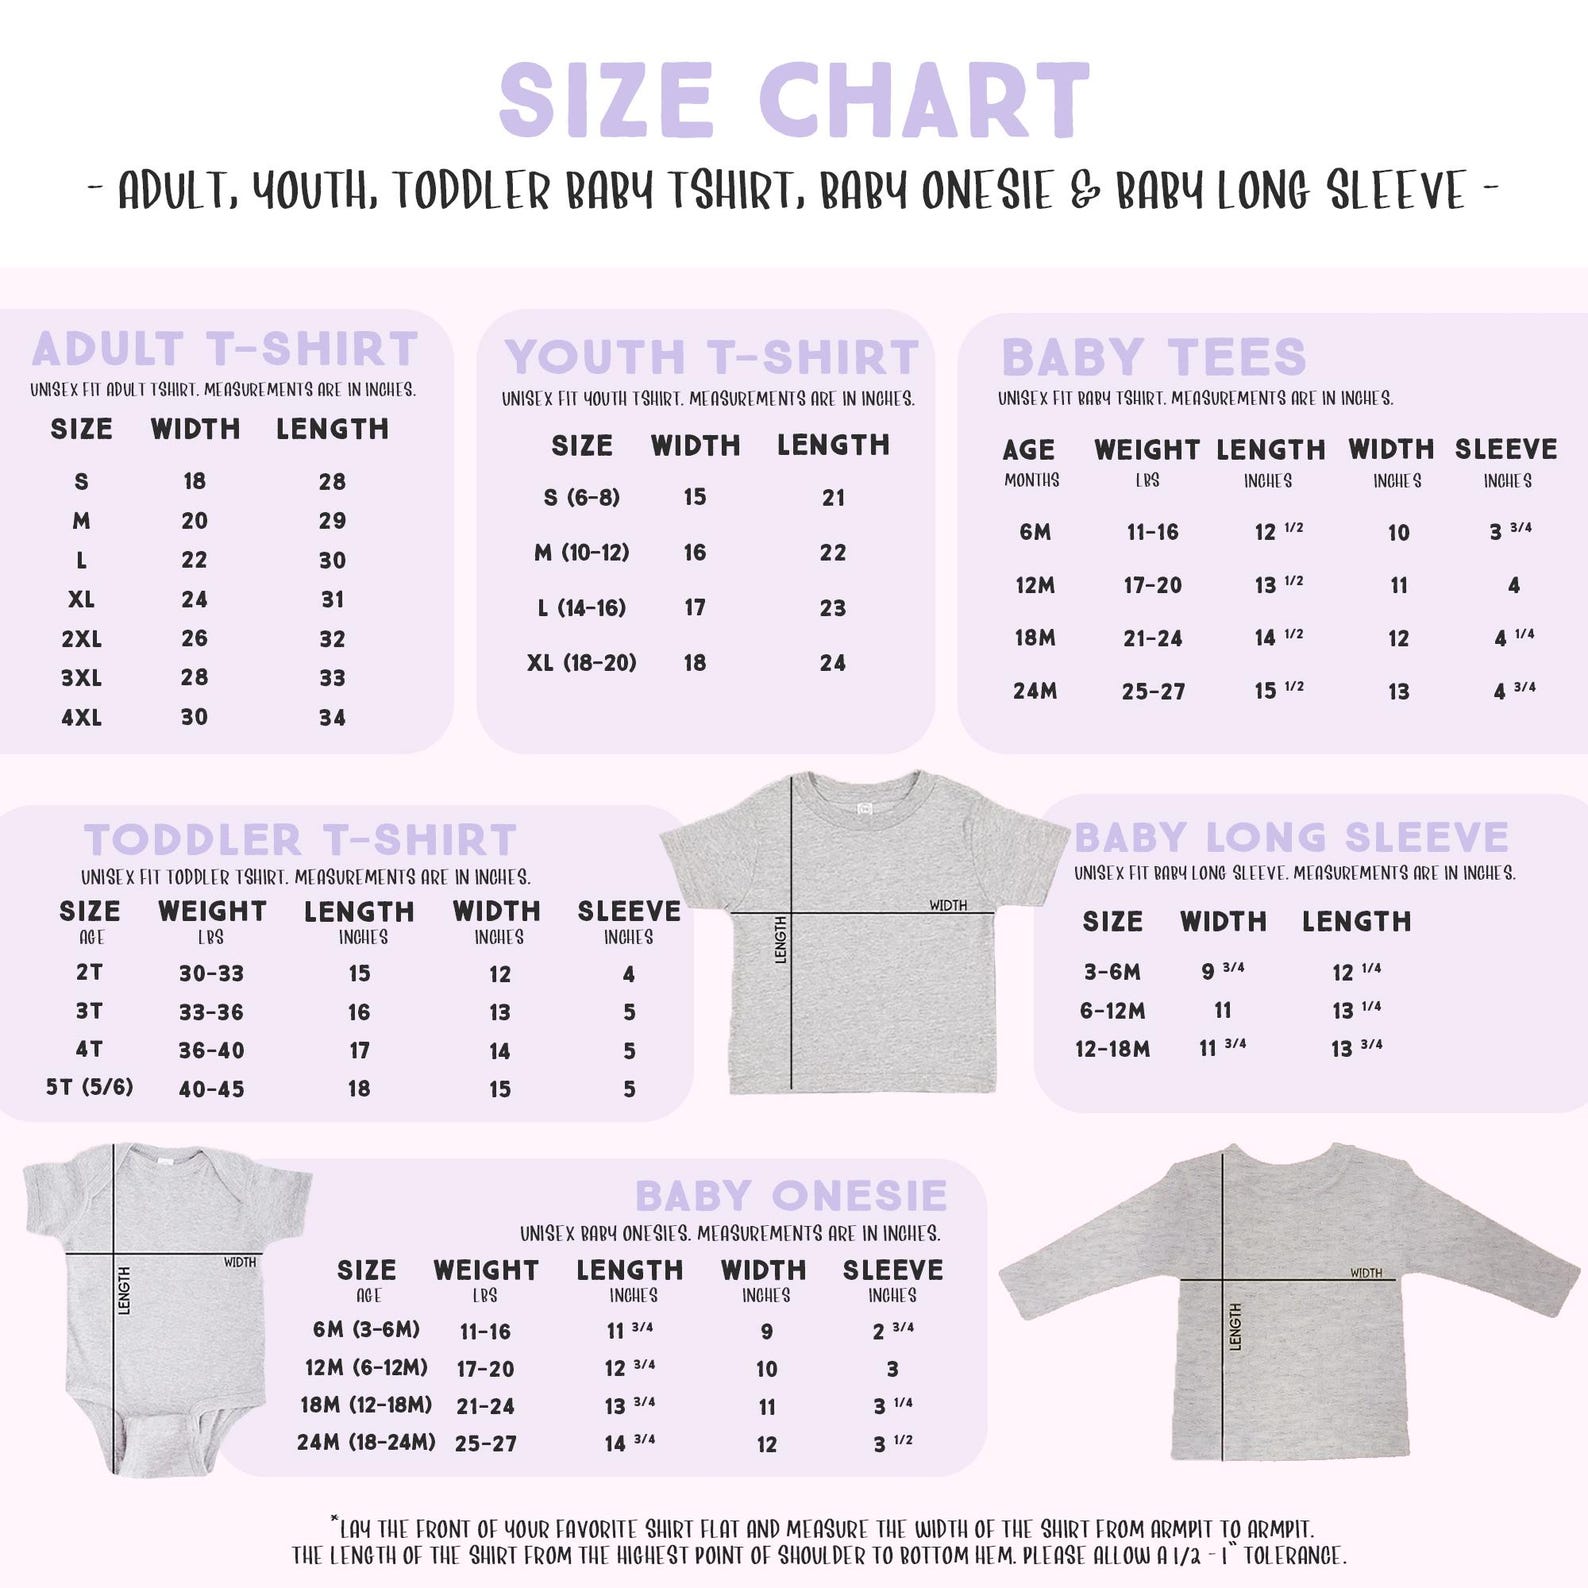 SIZE CHART
- ADULT, YOUTH, TODDLER BABY TSHIRT, BABY ONESIE & BABY LONG SLEEVE -
ADULT T-SHIRT
UNISEX FIT ADULT TSHIRT. MEASUREMENTS ARE IN INCHES.
SIZE WIDTH LENGTH
S 18 28
M 20 29
L 22 30
XL 24 31
2XL 26 32
3XL 28 33
4XL 30 34
YOUTH T-SHIRT
UNISEX FIT YOUTH TSHIRT. MEASUREMENTS ARE IN INCHES.
SIZE WIDTH LENGTH
S (6-8) 15 21
M (10-12) 16 22
L (14-16) 17 23
XL (18-20) 18 24
BABY TEES
UNISEX FIT BABY TSHIRT. MEASUREMENTS ARE IN INCHES.
AGE WEIGHT LENGTH WIDTH SLEEVE
MONTHS LBS INCHES INCHES INCHES
6M 11-16 12 1/2 10 3 3/4
12M 17-20 13 1/2 11 4
18M 21-24 14 1/2 12 4 1/4
24M 25-27 15 1/2 13 4 3/4
TODDLER T-SHIRT
UNISEX FIT TODDLER TSHIRT. MEASUREMENTS ARE IN INCHES.
SIZE WEIGHT LENGTH WIDTH SLEEVE
AGE LBS INCHES INCHES INCHES
2T 30-33 15 12 4
3T 33-36 16 13 5
4T 36-40 17 14 5
5T (5/6) 40-45 18 15 5
WIDTH
LENGTH
BABY LONG SLEEVE
UNISEX FIT BABY LONG SLEEVE. MEASUREMENTS ARE IN INCHES.
SIZE WIDTH LENGTH
3-6M 9 3/4 12 1/4
6-12M 11 13 1/4
12-18M 11 3/4 13 3/4
WIDTH
LENGTH
BABY ONESIE
UNISEX BABY ONESIES. MEASUREMENTS ARE IN INCHES.
SIZE WEIGHT LENGTH WIDTH SLEEVE
AGE LBS INCHES INCHES INCHES
6M (3-6M) 11-16 11 3/4 9 2 3/4
12M (6-12M) 17-20 12 3/4 10 3
18M (12-18M) 21-24 13 3/4 11 3 1/4
24M (18-24M) 25-27 14 3/4 12 3 1/2
WIDTH
LENGTH
*LAY THE FRONT OF YOUR FAVORITE SHIRT FLAT AND MEASURE THE WIDTH OF THE SHIRT FROM ARMPIT TO ARMPIT.
THE LENGTH OF THE SHIRT FROM THE HIGHEST POINT OF SHOULDER TO BOTTOM HEM. PLEASE ALLOW A 1/2 - 1" TOLERANCE.